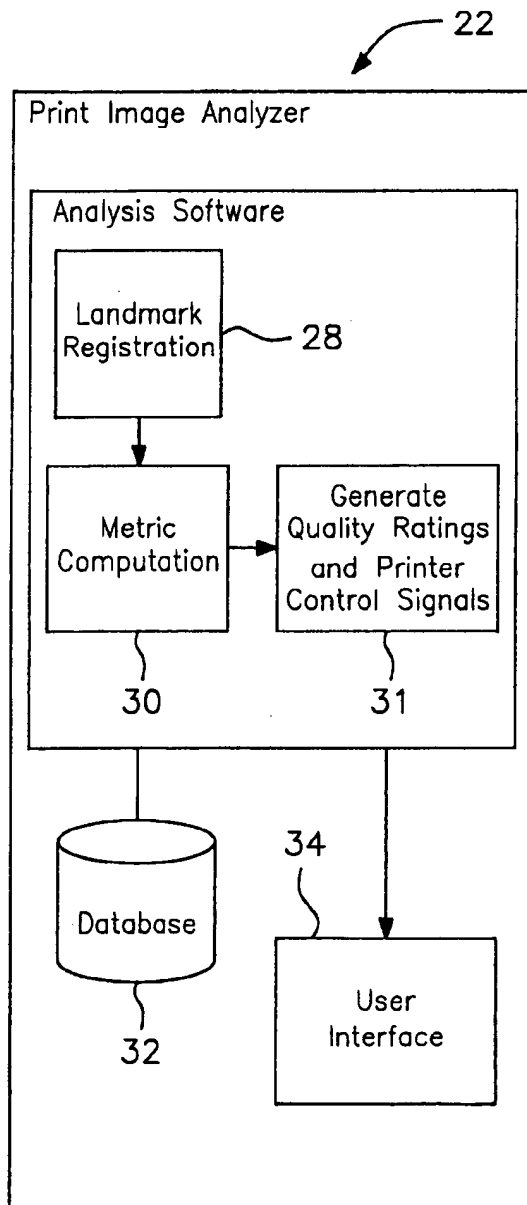 22
Print Image Analyzer
Analysis Software
Landmark
Registration
28
Metric
Computation
Generate
Quality Ratings
and Printer
Control Signals
30
31
34
Database
User
Interface
32